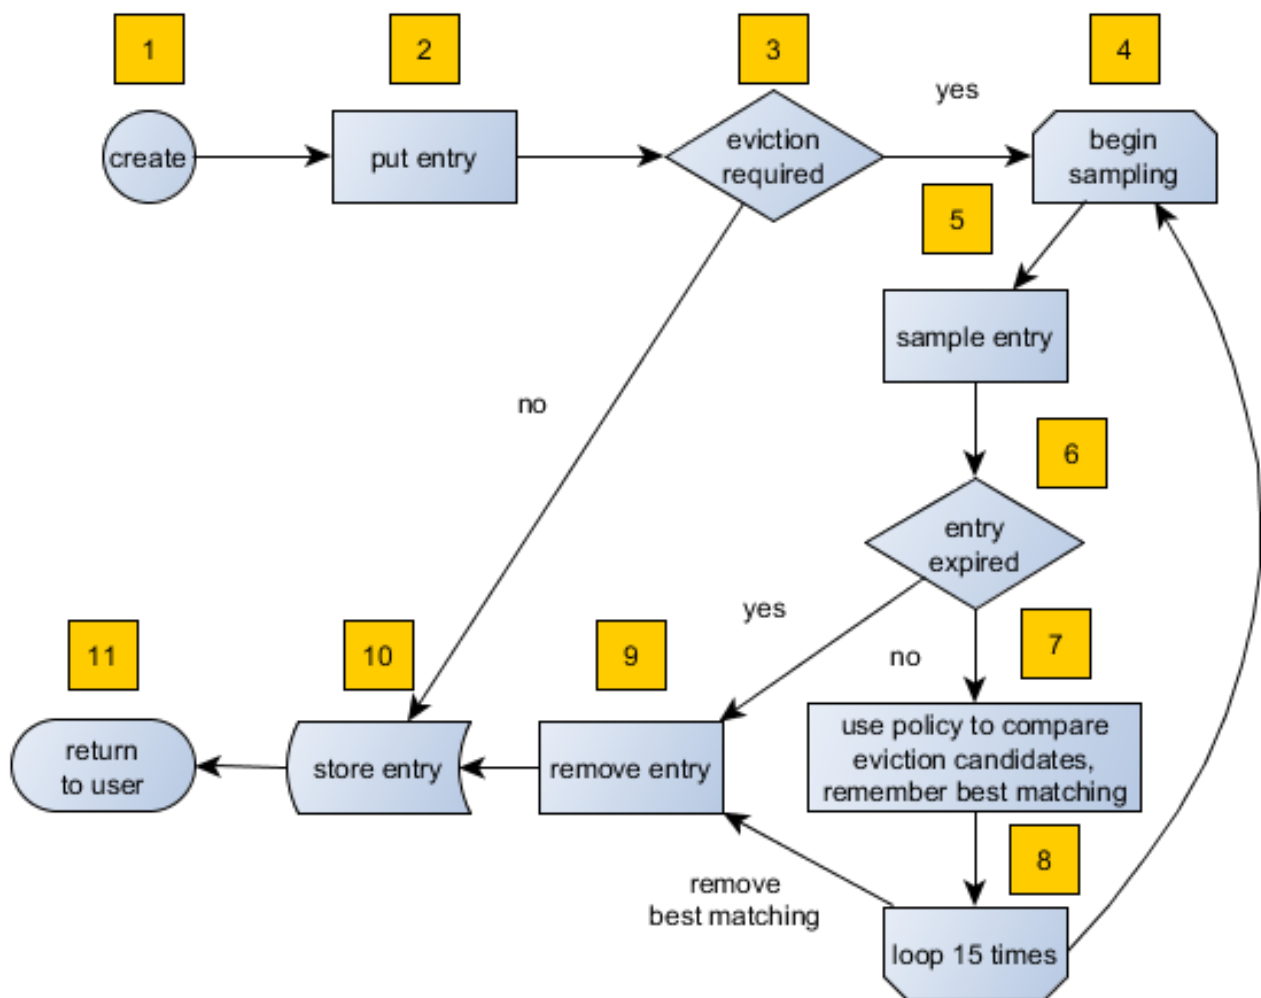 1
2
3
4
yes
create
put entry
eviction
required
begin
sampling
5
sample entry
no
6
entry
expired
yes
no
7
11
10
9
return
to user
store entry
remove entry
use policy to compare
eviction candidates,
remember best matching
8
remove
best matching
loop 15 times